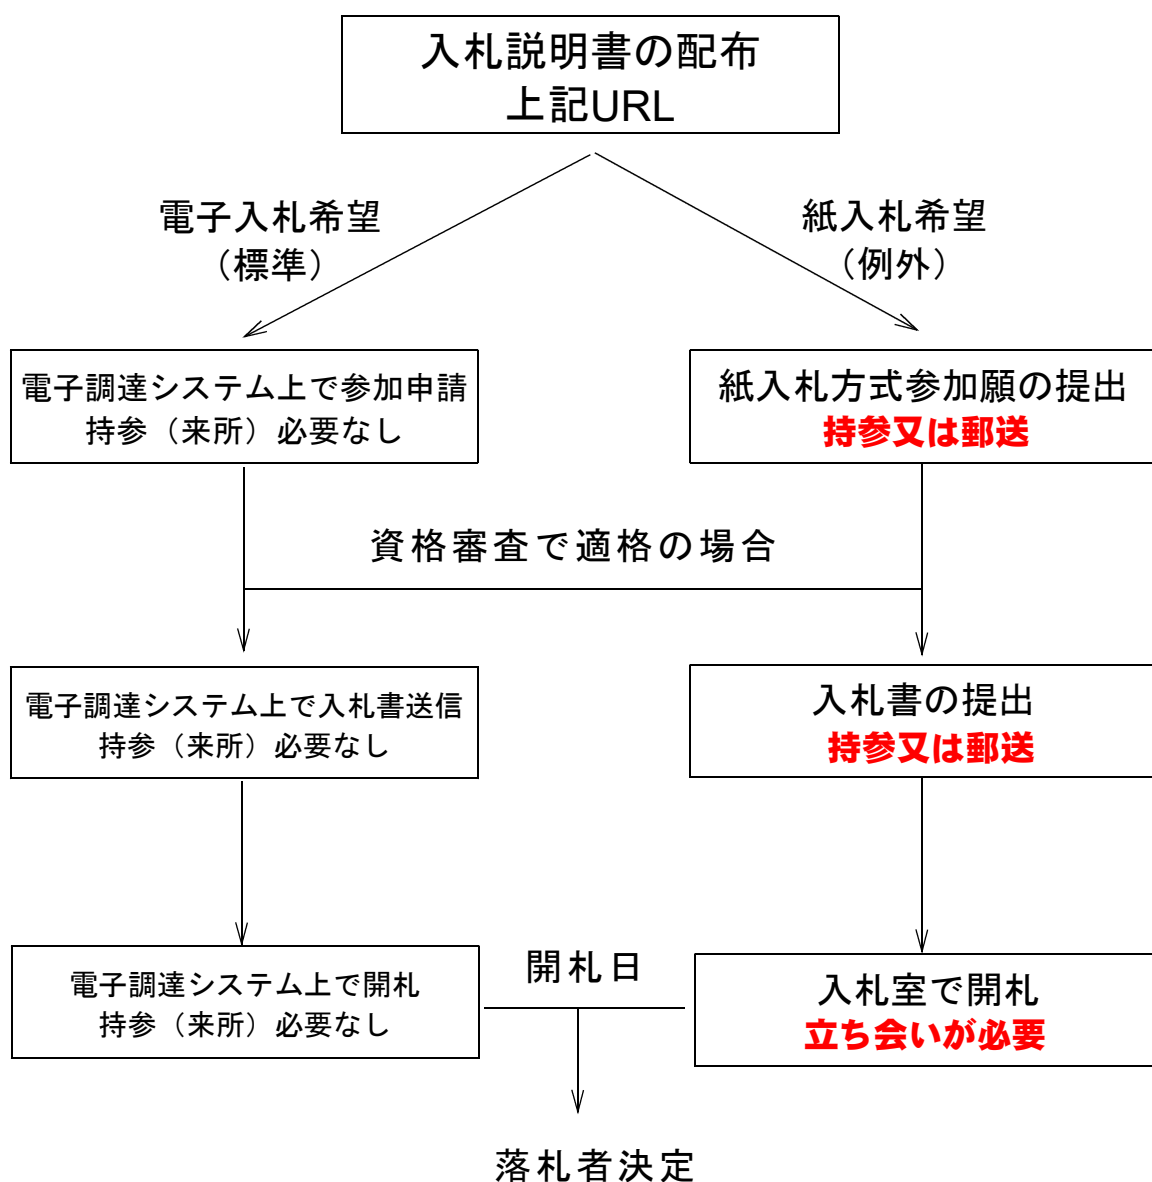 入札説明書の配布
上記URL
電子入札希望
（標準）
紙入札希望
（例外）
電子調達システム上で参加申請
持参（来所）必要なし
紙入札方式参加願の提出
持参又は郵送
資格審査で適格の場合
電子調達システム上で入札書送信
持参（来所）必要なし
入札書の提出
持参又は郵送
開札日
電子調達システム上で開札
持参（来所）必要なし
入札室で開札
立ち会いが必要
落札者決定